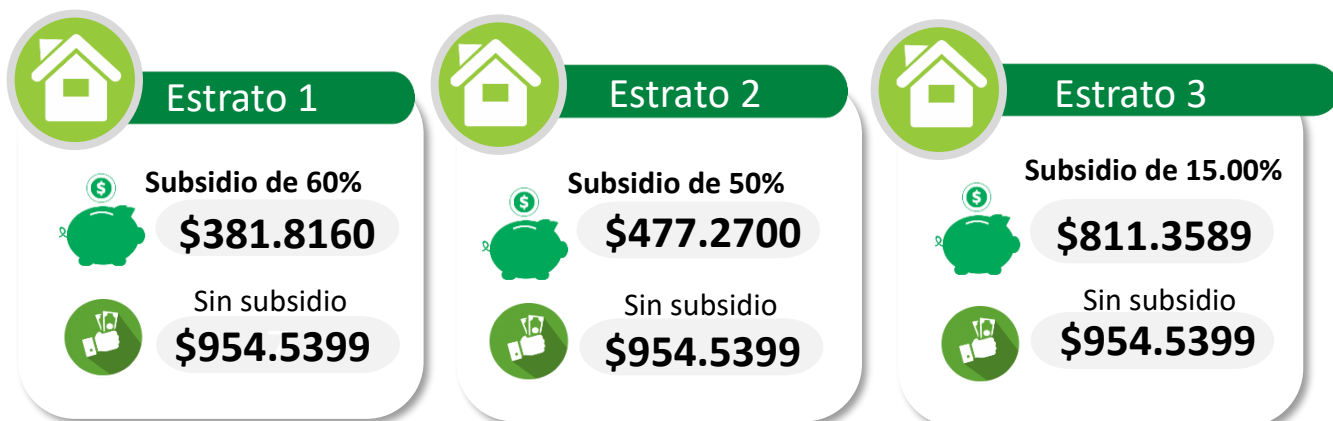 Estrato 1
Subsidio de 60%
$381.8160
Sin subsidio
$954.5399
Estrato 2
Subsidio de 50%
$477.2700
Sin subsidio
$954.5399
Estrato 3
Subsidio de 15.00%
$811.3589
Sin subsidio
$954.5399